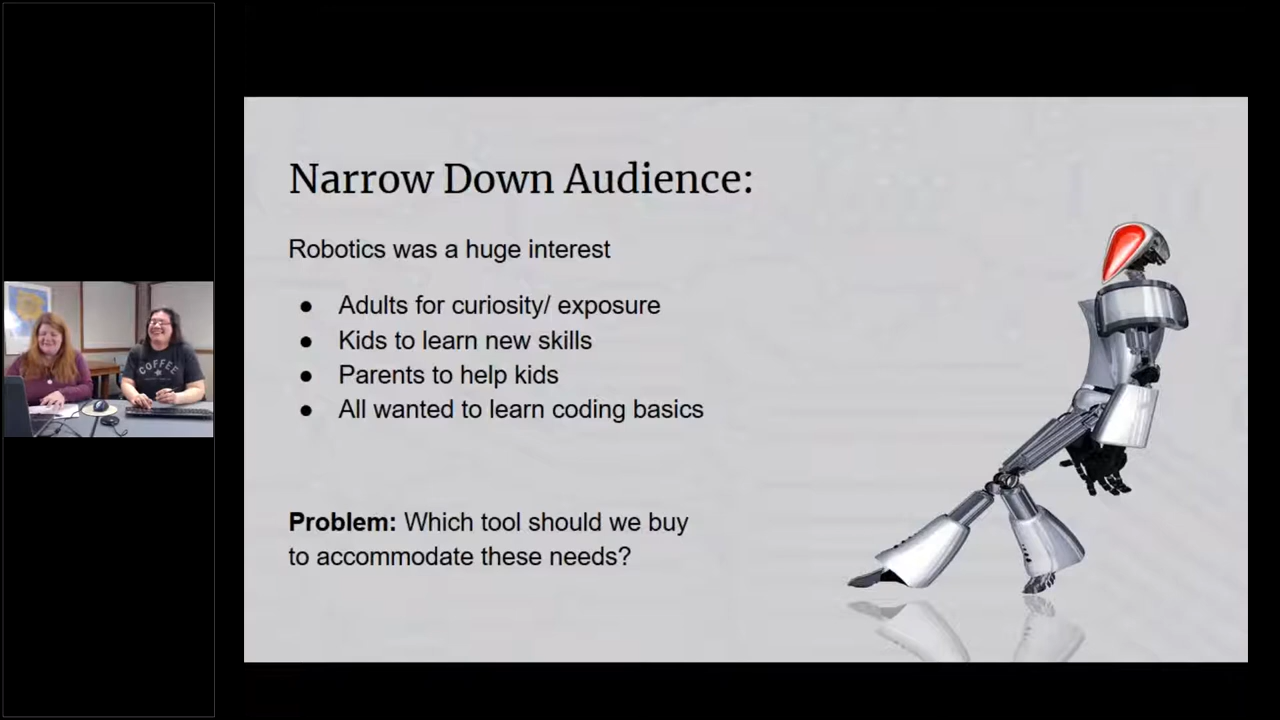 Narrow Down Audience:
Robotics was a huge interest
● Adults for curiosity/ exposure
● Kids to learn new skills
● Parents to help kids
● All wanted to learn coding basics
Problem: Which tool should we buy
to accommodate these needs?
COFFEE